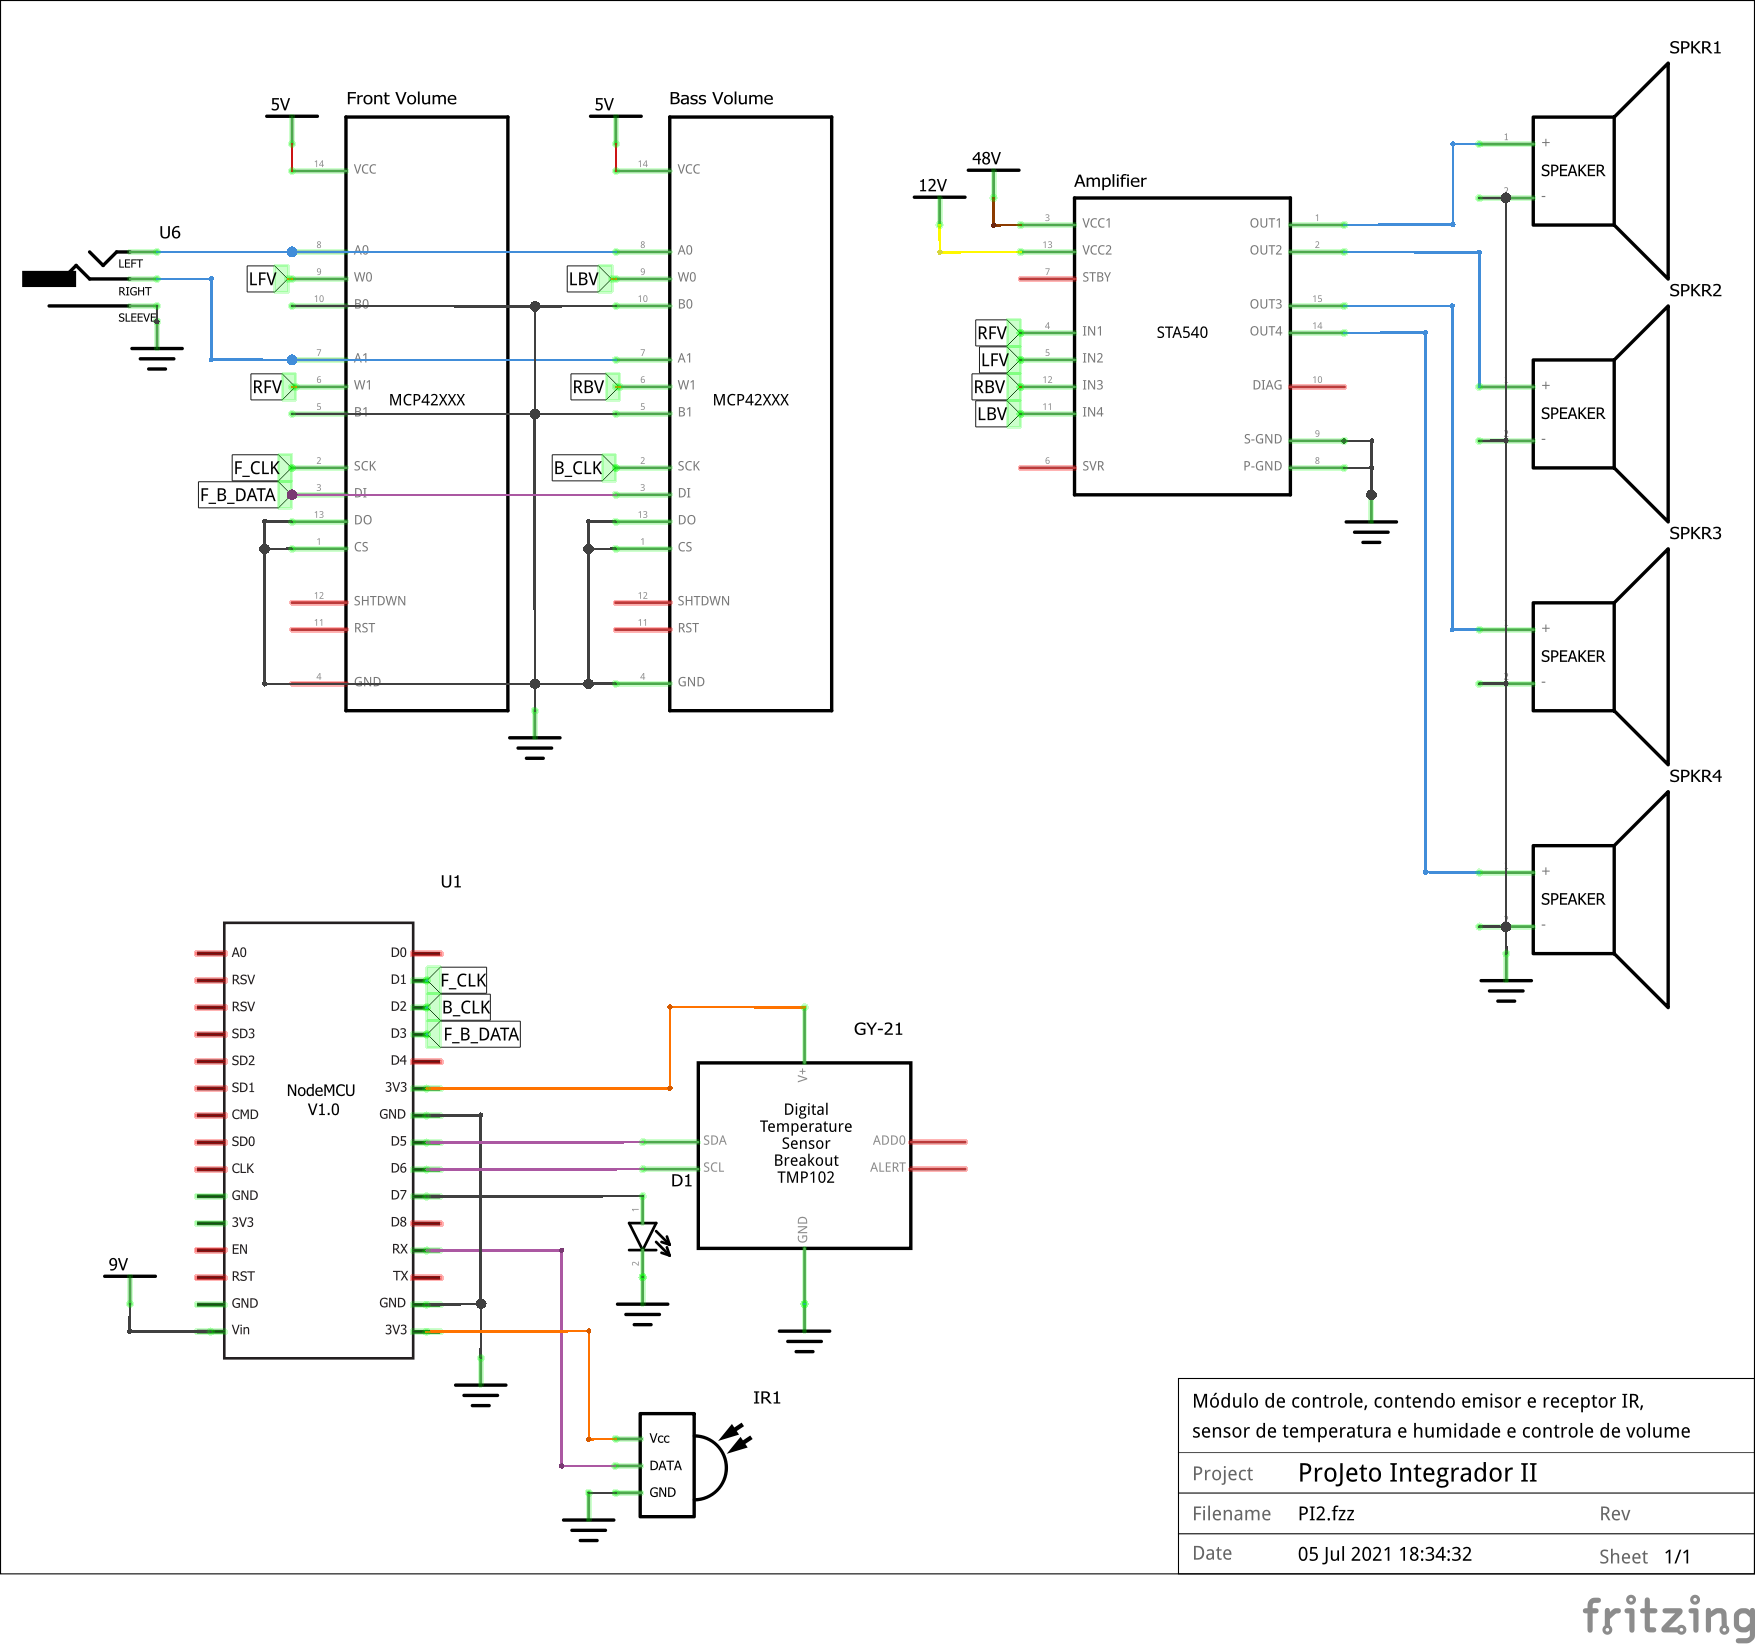 SPKR1
Front Volume
Bass Volume
5V
5V
14
VCC
14
VCC
1
+
SPEAKER
2
-
48V
12V
Amplifier
3
VCC1
OUT1
1
13
VCC2
OUT2
2
7
STBY
OUT3
15
4
IN1
OUT4
14
5
IN2
STA540
12
IN3
DIAG
10
11
IN4
S-GND
9
P-GND
8
6
SVR
RFV
LFV
RBV
LBV
U6
LEFT
RIGHT
SLEEVE
8
A0
8
A0
LFV
9
W0
LBV
9
W0
10
B0
10
B0
7
A1
7
A1
RFV
6
W1
RBV
6
W1
MCP42XXX
MCP42XXX
5
B1
5
B1
F_CLK
2
SCK
B_CLK
2
SCK
F_B_DATA
3
DI
3
DI
13
DO
13
DO
1
CS
1
CS
12
SHTDWN
12
SHTDWN
11
RST
11
RST
4
GND
4
GND
SPKR2
+
SPEAKER
-
SPKR3
+
SPEAKER
-
SPKR4
+
SPEAKER
-
U1
A0
D0
RSV
D1
F_CLK
RSV
D2
B_CLK
SD3
D3
F_B_DATA
SD2
D4
SD1
3V3
NodeMCU
V1.0
CMD
GND
SD0
D5
CLK
D6
GND
D7
3V3
D8
EN
RX
RST
TX
GND
GND
Vin
3V3
9V
GY-21
V+
Digital
Temperature
Sensor
Breakout
TMP102
SDA
SCL
ADD0
ALERT
GND
D1
1
2
IR1
Vcc
DATA
GND
Módulo de controle, contendo emisor e receptor IR,
sensor de temperatura e humidade e controle de volume
Project ProJeto Integrador II
Filename PI2.fzz Rev
Date 05 Jul 2021 18:34:32 Sheet 1/1
fritzing